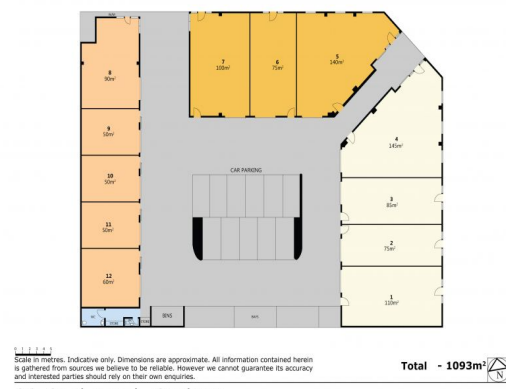 7
100m²
6
75m²
5
140m²
8
90m²
9
50m²
10
50m²
11
50m²
12
60m²
4
145m²
3
85m²
2
75m²
1
110m²
CAR PARKING
BINS
Scale in metres. Indicative only. Dimensions are approximate. All information contained herein
is gathered from sources we believe to be reliable. However we cannot guarantee its accuracy
and interested parties should rely on their own enquiries.
Total - 1093m²
N